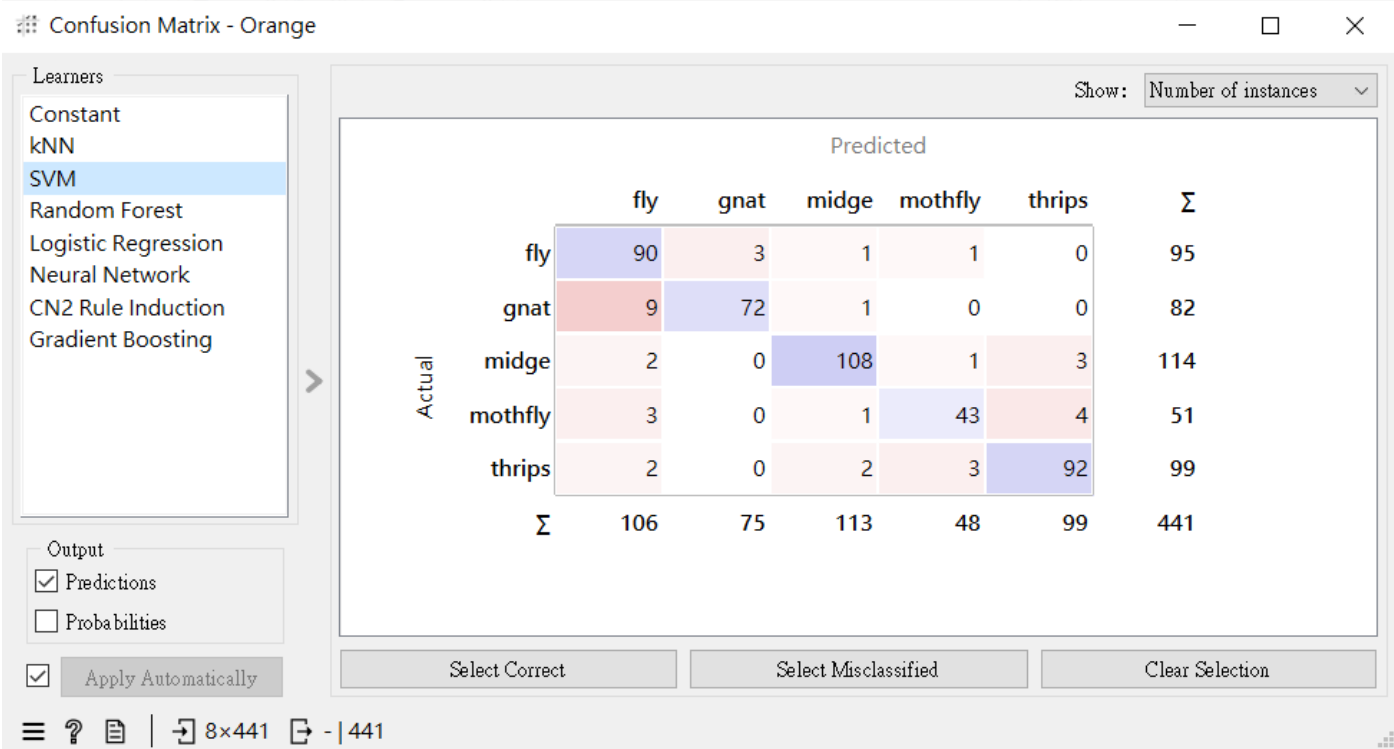 Confusion Matrix - Orange
Learners
Constant
kNN
SVM
Random Forest
Logistic Regression
Neural Network
CN2 Rule Induction
Gradient Boosting
Output
Predictions
Probabilities
Apply Automatically
Show: Number of instances
Predicted
fly gnat midge mothfly thrips Σ
Actual
fly 90 3 1 1 0 95
gnat 9 72 1 0 0 82
midge 2 0 108 1 3 114
mothfly 3 0 1 43 4 51
thrips 2 0 2 3 92 99
Σ 106 75 113 48 99 441
Select Correct Select Misclassified Clear Selection
? 8×441 - | 441